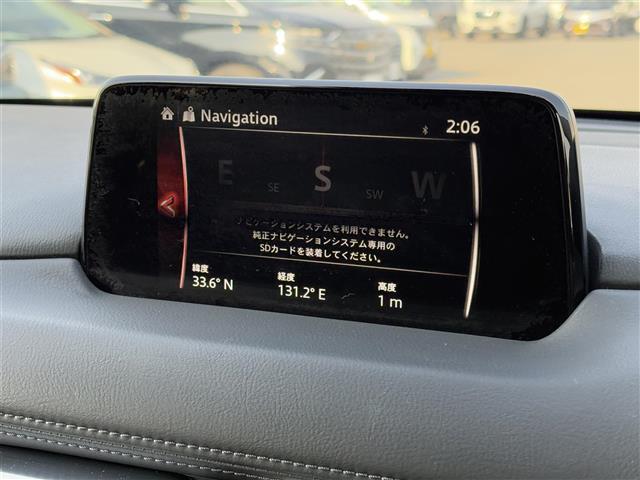 Navigation
2:06
E SE S SW W
ナビゲーションシステムを利用できません。
純正ナビゲーションシステム専用の
SDカードを装着してください。
緯度 経度 高度
33.6° N 131.2° E 1 m